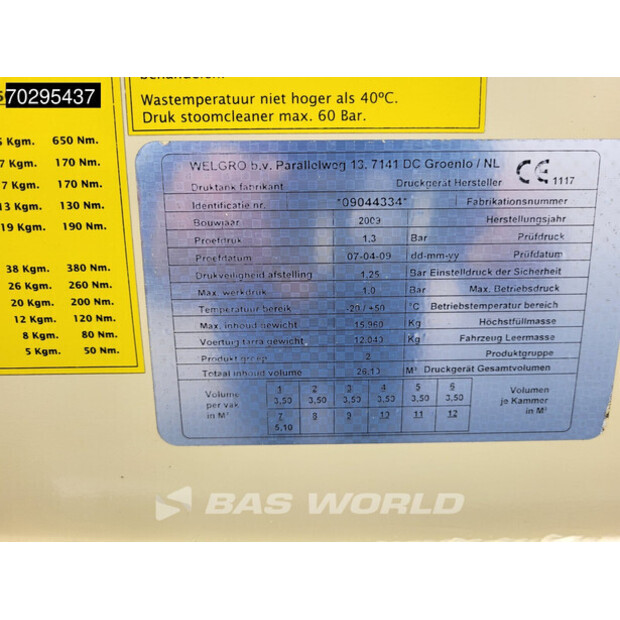 behandelen.
Wastemperatuur niet hoger als 40ºC.
Druk stoomcleaner max. 60 Bar.
70295437
Kgm. 650 Nm.
7 Kgm. 170 Nm.
7 Kgm. 170 Nm.
13 Kgm. 130 Nm.
19 Kgm. 190 Nm.
38 Kgm. 380 Nm.
26 Kgm. 260 Nm.
20 Kgm. 200 Nm.
12 Kgm. 120 Nm.
8 Kgm. 80 Nm.
5 Kgm. 50 Nm.
WELGRO b.v. Parallelweg 13, 7141 DC Groenlo / NL
CE 1117
Druktank fabrikant Druckgerät Hersteller
Identificatie nr. *09044334* Fabrikationsnummer
Bouwjaar 2009 Herstellungsjahr
Proefdruk 1,3 Bar Prüfdruck
Proefdatum 07-04-09 dd-mm-yy Prüfdatum
Drukveiligheid afstelling 1,25 Bar Einstelldruck der Sicherheit
Max. werkdruk 1,0 Bar Max. Betriebsdruck
Temperatuur bereik -20 / +50 °C Betriebstemperatur bereich
Max. inhoud gewicht 15.960 Kg Höchstfüllmasse
Voertuig tarra gewicht 12.040 Kg Fahrzeug Leermasse
Produkt groep 2 Produktgruppe
Totaal inhoud volume 26,10 M³ Druckgerät Gesamtvolumen
Volume per vak in M³
1 2 3 4 5 6
3,50 3,50 3,50 3,50 3,50 3,50
7 8 9 10 11 12
5,10
Volumen je Kammer in M³
BAS WORLD